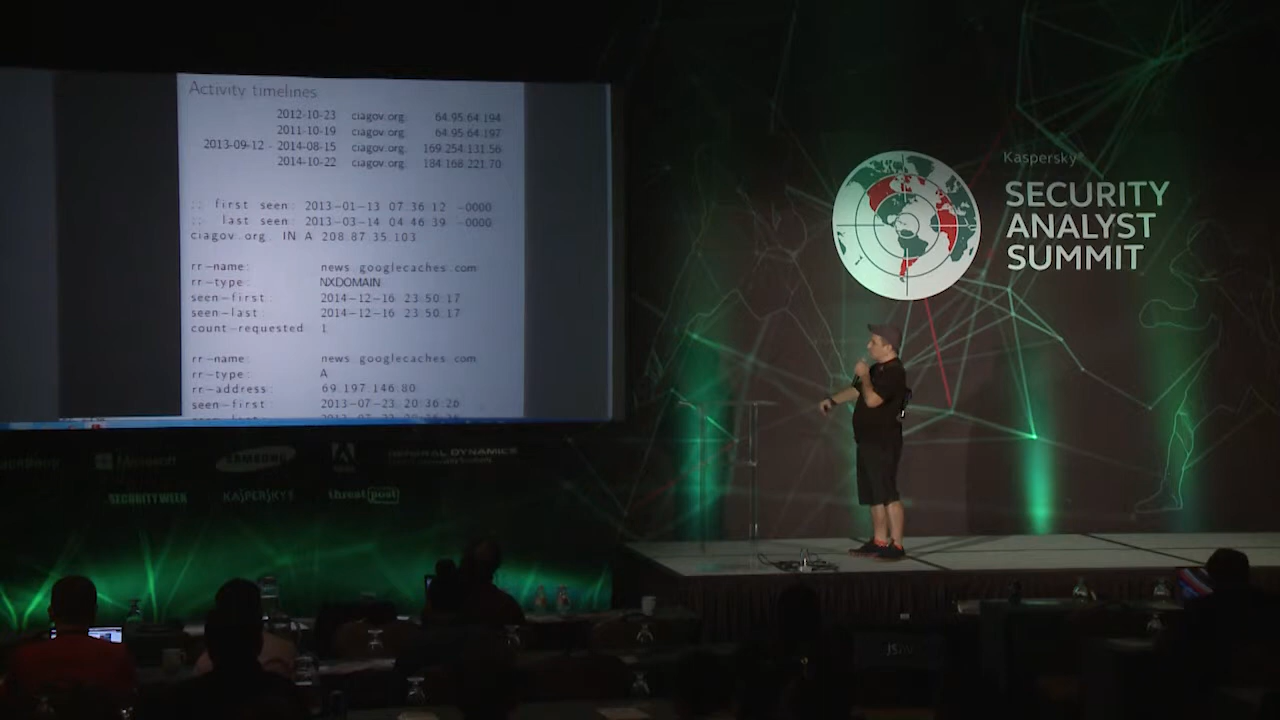 Activity timelines
2012-10-23 ciagov.org. 64.95.64.194
2011-10-19 ciagov.org. 64.95.64.197
2013-09-12 - 2014-08-15 ciagov.org. 169.254.131.56
2014-10-22 ciagov.org. 184.168.221.70
;; first seen: 2013-01-13 07:36:12 -0000
;; last seen: 2013-03-14 04:46:39 -0000
ciagov.org. IN A 208.87.35.103
rr-name: news.googlecaches.com
rr-type: NXDOMAIN
seen-first: 2014-12-16 23:50:17
seen-last: 2014-12-16 23:50:17
count-requested: 1
rr-name: news.googlecaches.com
rr-type: A
rr-address: 69.197.146.80
seen-first: 2013-07-23 20:36:26
Kaspersky
SECURITY
ANALYST
SUMMIT
Microsoft
SAMSUNG
Adobe
GENERAL DYNAMICS
SECURITYWEEK
KASPERSKY
threatpost